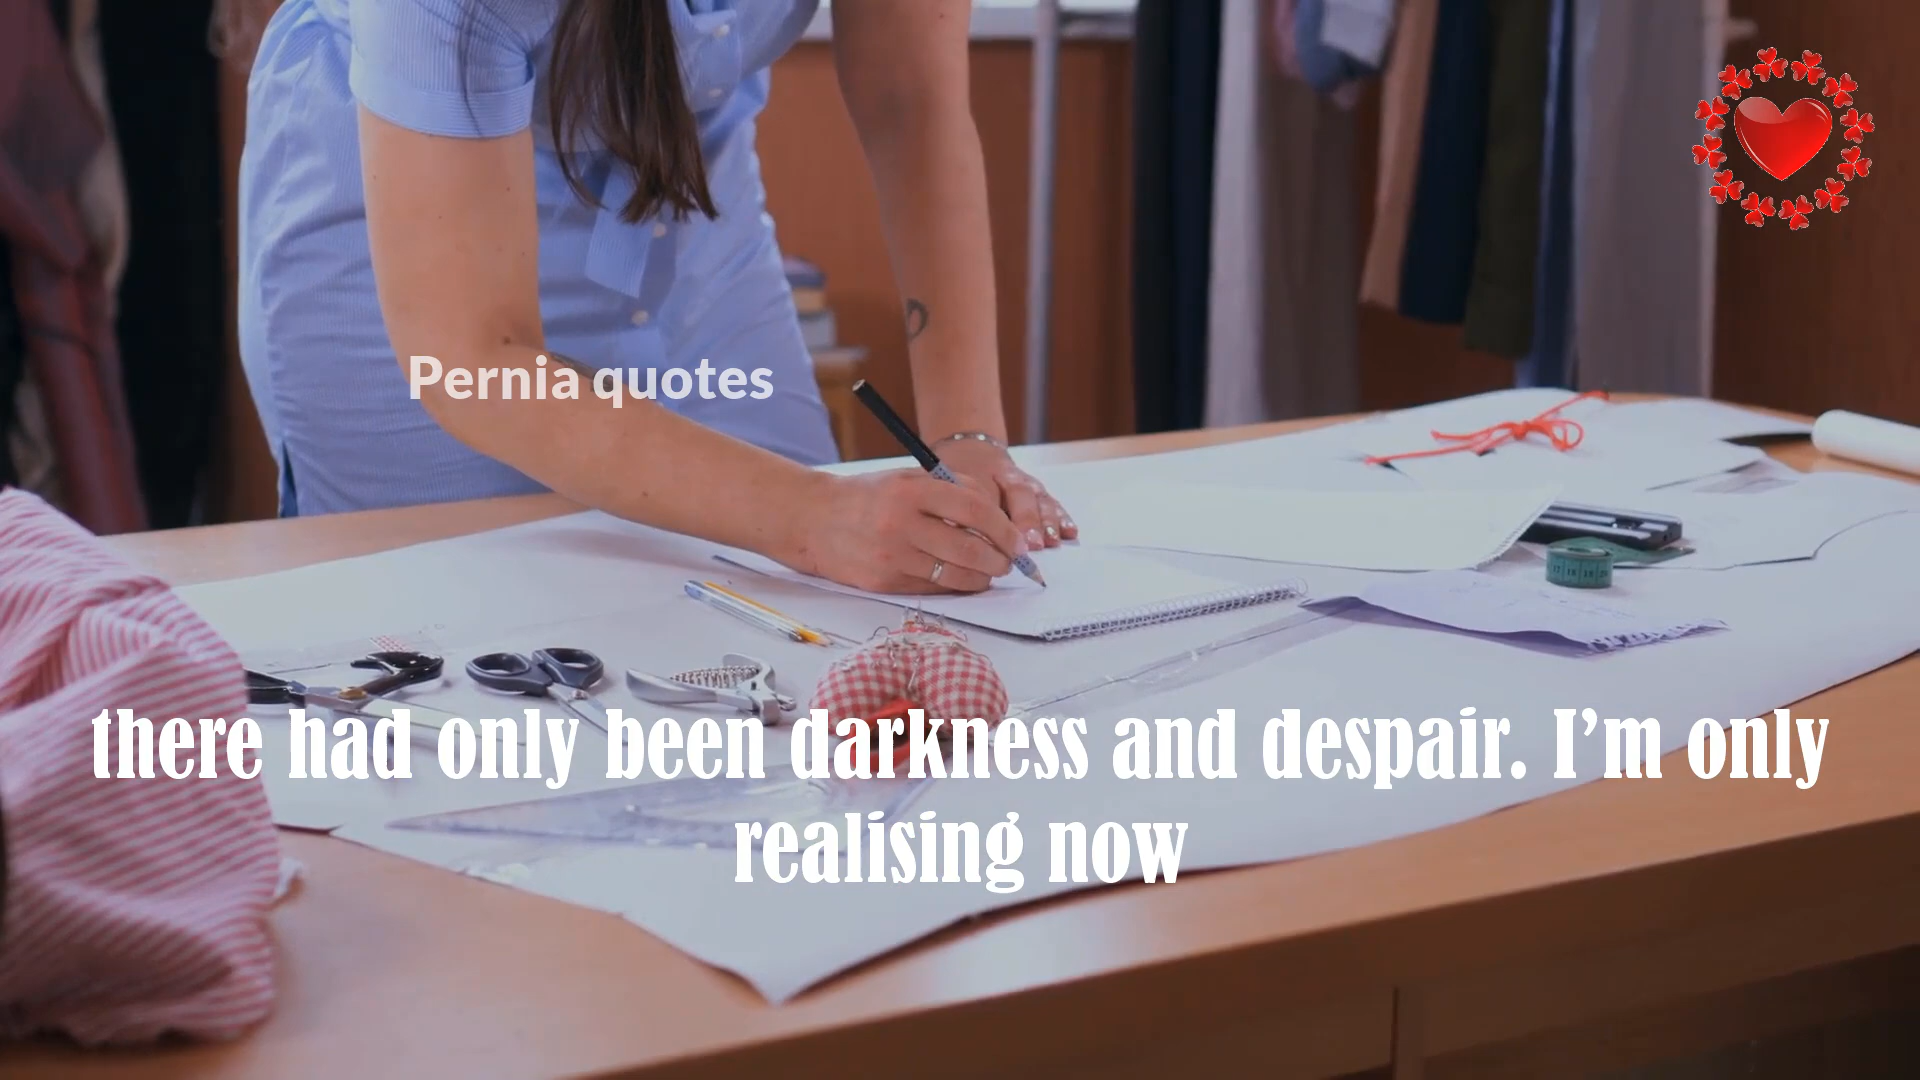 Pernia quotes
there had only been darkness and despair. I’m only
realising now